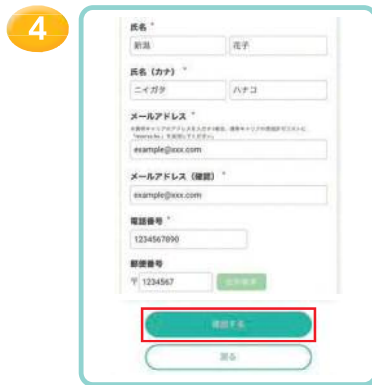 4
氏名 *
新潟 花子
氏名（カナ） *
ニイガタ ハナコ
メールアドレス *
example@xxx.com
メールアドレス（確認） *
example@xxx.com
電話番号 *
1234567890
郵便番号
〒 1234567
確認する
戻る